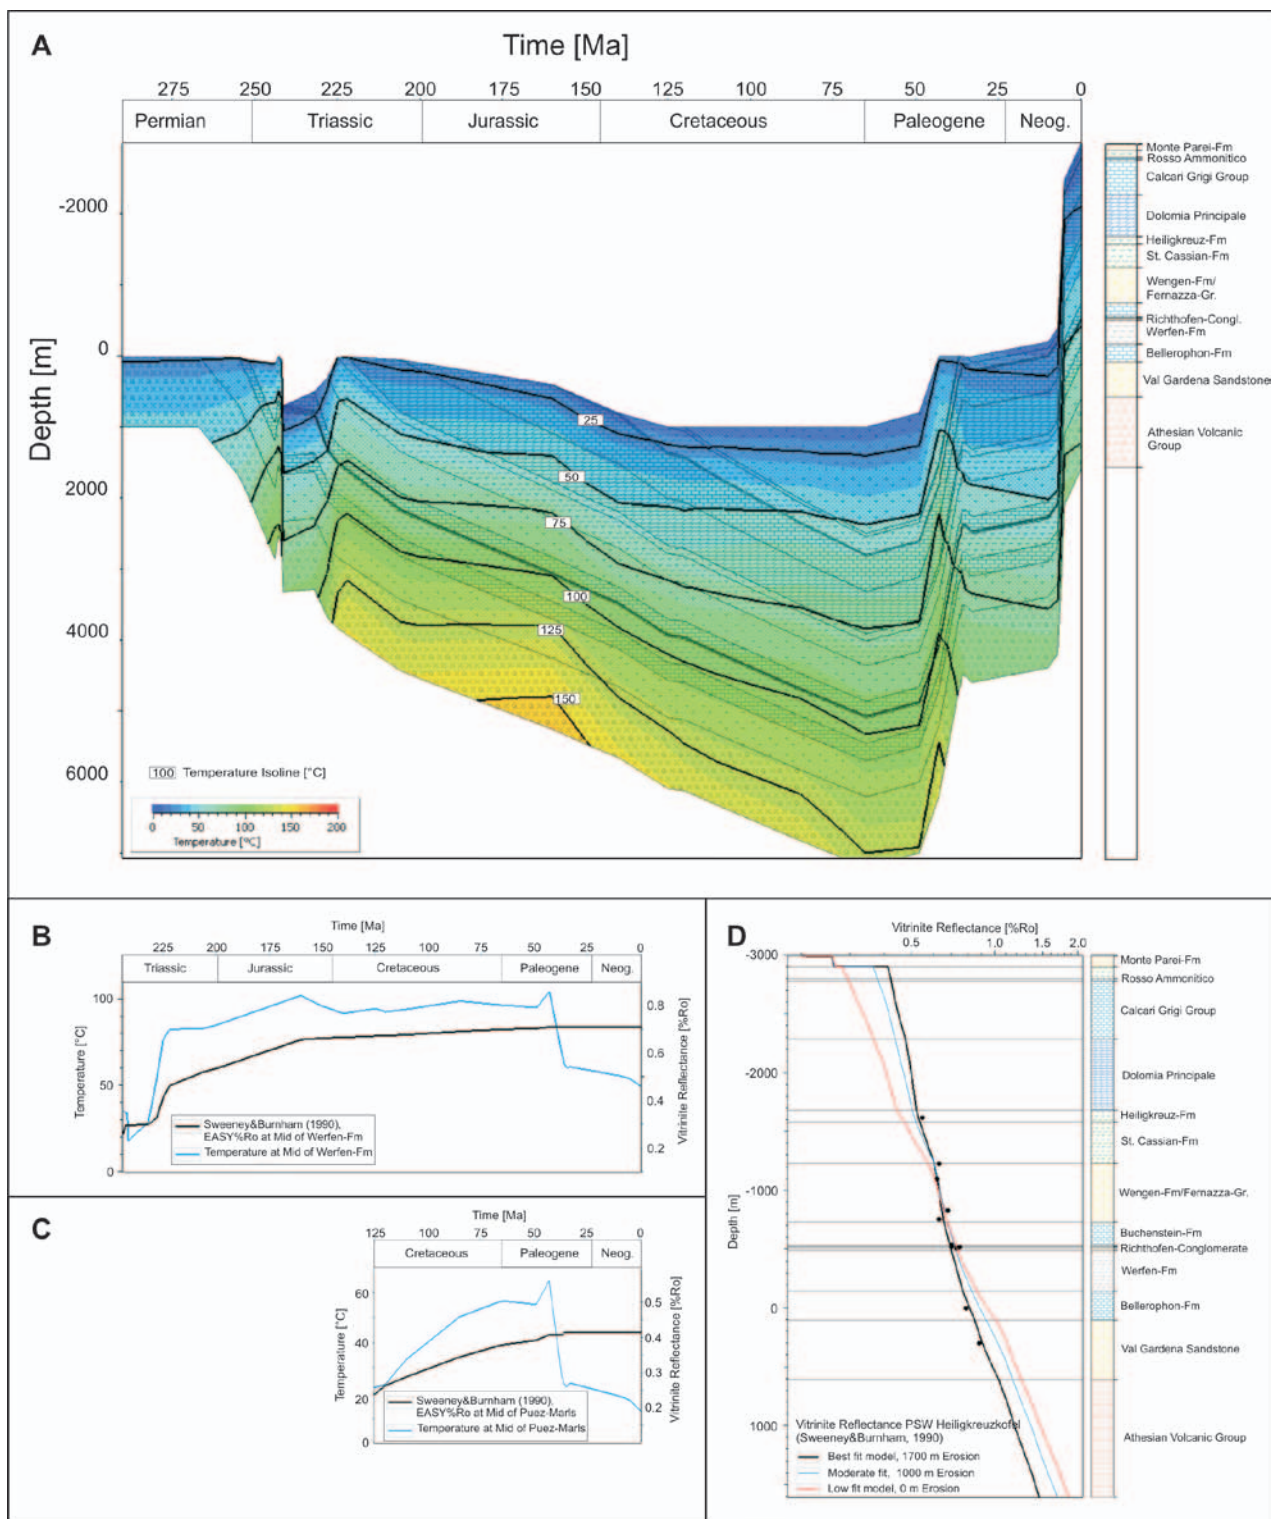 A
Time [Ma]
275 250 225 200 175 150 100 125 75 50 25 0
Permian Triassic Jurassic Cretaceous Paleogene Neog.
Depth [m]
-2000
0
2000
4000
6000
25
50
75
100
125
150
100 Temperature Isoline [°C]
0 50 100 150 200
Temperature [°C]
Monte Parei-Fm
Rosso Ammonitico
Calcari Grigi Group
Dolomia Principale
Heiligkreuz-Fm
St. Cassian-Fm
Wengen-Fm/
Fernazza-Gr.
Richthofen-Congl.
Werfen-Fm
Bellerophon-Fm
Val Gardena Sandstone
Athesian Volcanic
Group
B
Time [Ma]
225 200 175 150 125 100 75 50 25 0
Triassic Jurassic Cretaceous Paleogene Neog.
Temperature [°C]
100
50
0
Vitrinite Reflectance [%Ro]
0.8
0.6
0.4
0.2
Sweeney&Burnham (1990),
EASY%Ro at Mid of Werfen-Fm
Temperature at Mid of Werfen-Fm
C
Time [Ma]
125 100 75 50 25 0
Cretaceous Paleogene Neog.
Temperature [°C]
60
40
20
0
Vitrinite Reflectance [%Ro]
0.5
0.4
0.3
0.2
Sweeney&Burnham (1990),
EASY%Ro at Mid of Puez-Marls
Temperature at Mid of Puez-Marls
D
Vitrinite Reflectance [%Ro]
0.5 1.0 1.5 2.0
Depth [m]
-3000
-2000
-1000
0
1000
Monte Parei-Fm
Rosso Ammonitico
Calcari Grigi Group
Dolomia Principale
Heiligkreuz-Fm
St. Cassian-Fm
Wengen-Fm/Fernazza-Gr.
Buchenstein-Fm
Richthofen-Conglomerate
Werfen-Fm
Bellerophon-Fm
Val Gardena Sandstone
Athesian Volcanic Group
Vitrinite Reflectance PSW Heiligkreuzkofel
(Sweeney&Burnham, 1990)
Best fit model, 1700 m Erosion
Moderate fit, 1000 m Erosion
Low fit model, 0 m Erosion